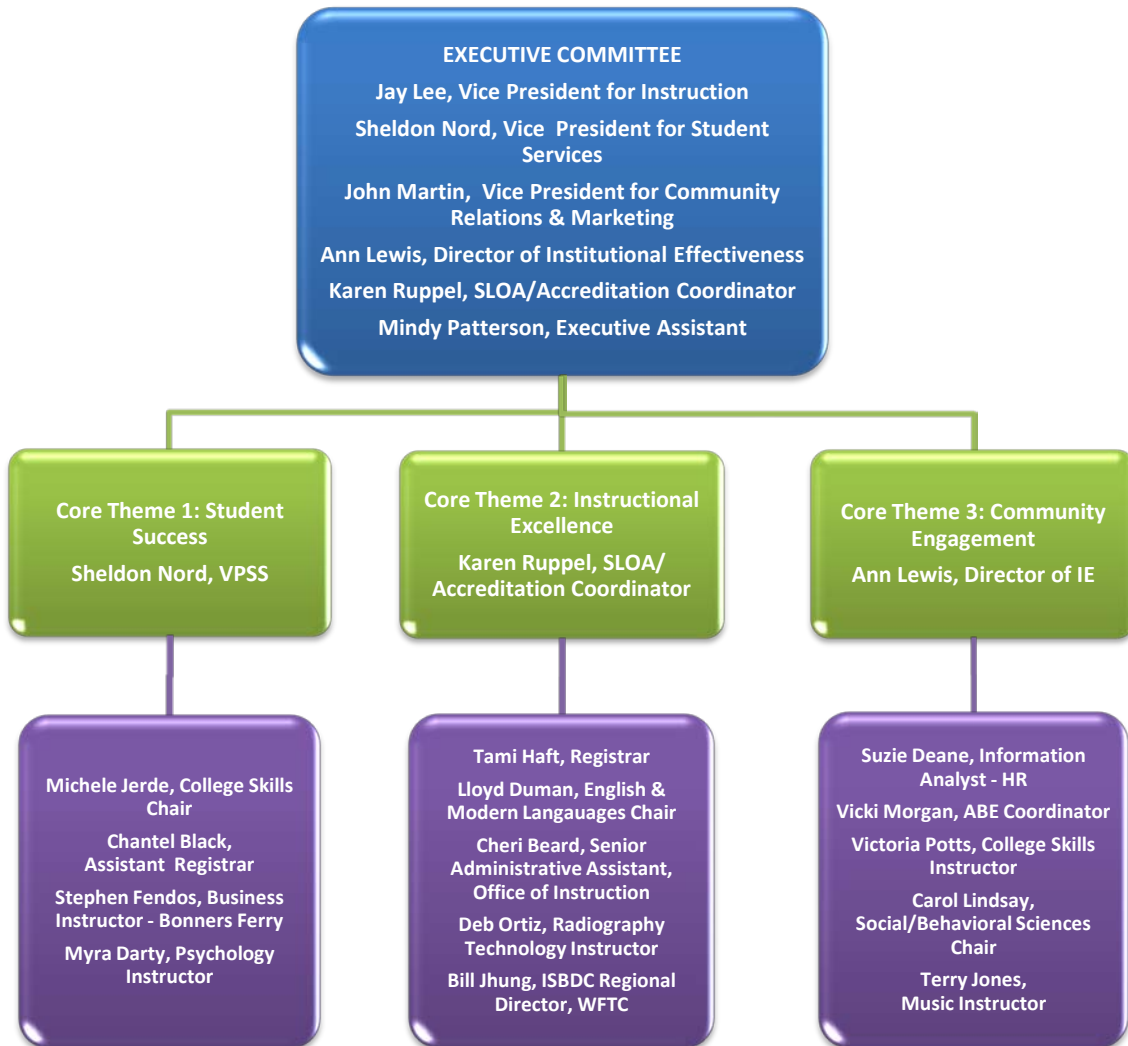 EXECUTIVE COMMITTEE
Jay Lee, Vice President for Instruction
Sheldon Nord, Vice President for Student
Services
John Martin, Vice President for Community
Relations & Marketing
Ann Lewis, Director of Institutional Effectiveness
Karen Ruppel, SLOA/Accreditation Coordinator
Mindy Patterson, Executive Assistant
Core Theme 1: Student
Success
Sheldon Nord, VPSS
Core Theme 2: Instructional
Excellence
Karen Ruppel, SLOA/
Accreditation Coordinator
Core Theme 3: Community
Engagement
Ann Lewis, Director of IE
Michele Jerde, College Skills
Chair
Chantel Black,
Assistant Registrar
Stephen Fendos, Business
Instructor - Bonners Ferry
Myra Darty, Psychology
Instructor
Tami Haft, Registrar
Lloyd Duman, English &
Modern Langauages Chair
Cheri Beard, Senior
Administrative Assistant,
Office of Instruction
Deb Ortiz, Radiography
Technology Instructor
Bill Jhung, ISBDC Regional
Director, WFTC
Suzie Deane, Information
Analyst - HR
Vicki Morgan, ABE Coordinator
Victoria Potts, College Skills
Instructor
Carol Lindsay,
Social/Behavioral Sciences
Chair
Terry Jones,
Music Instructor